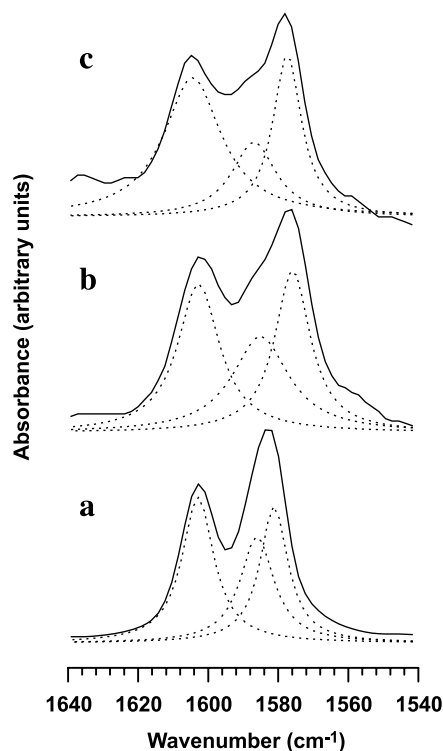 c
b
a
Absorbance (arbitrary units)
1640 1620 1600 1580 1560 1540
Wavenumber (cm-1)